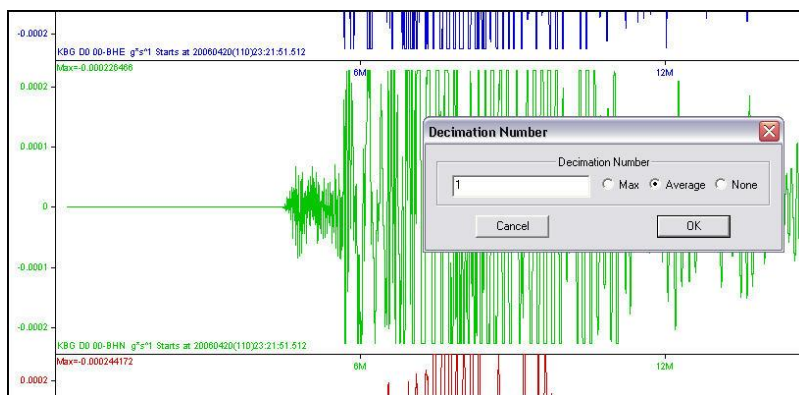 -0.0002
KBG D0 00-BHE g*s^1 Starts at 20060420(110)23:21:51.512
6M 12M
Max=-0.000226466
0.0002
0.0001
0
-0.0001
-0.0002
KBG D0 00-BHN g*s^1 Starts at 20060420(110)23:21:51.512
6M 12M
Max=-0.000244172
0.0002
Decimation Number
Decimation Number
1
Max Average None
Cancel OK